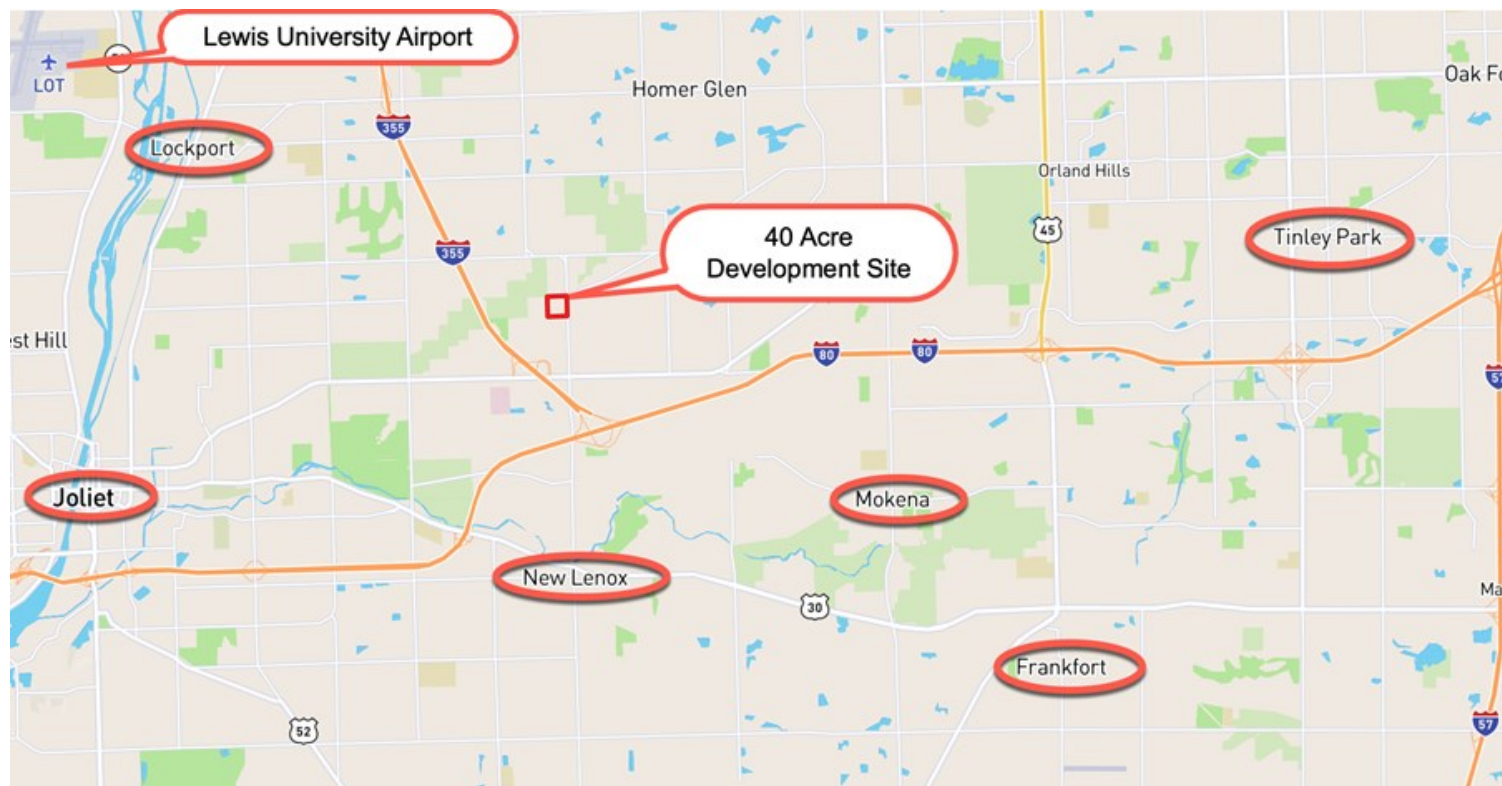 Lewis University Airport
LOT
Homer Glen
Oak Fo
355
Lockport
Orland Hills
40 Acre
Development Site
45
Tinley Park
355
est Hill
80
80
57
Joliet
Mokena
New Lenox
30
Ma
Frankfort
52
57